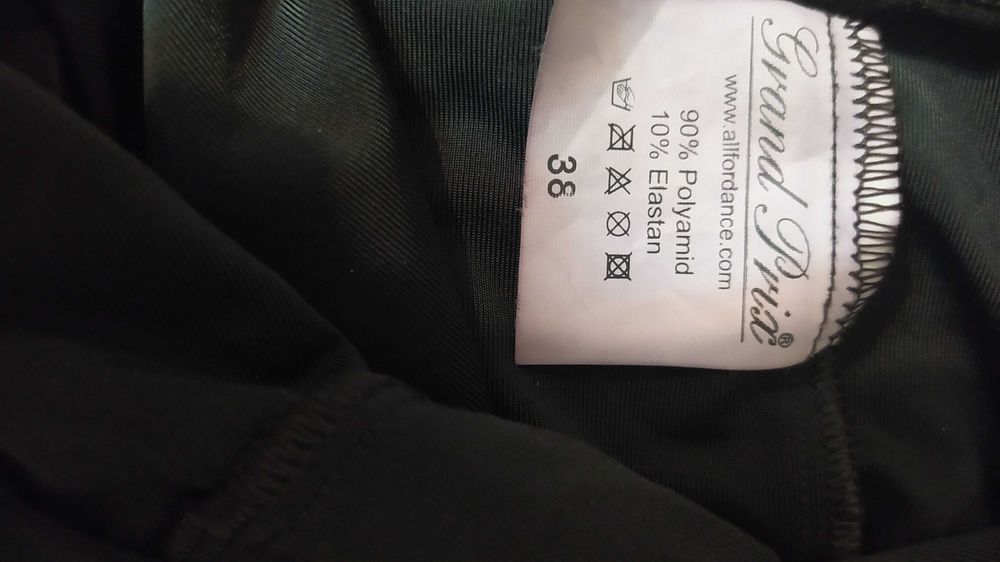 Grand Prix®
www.allfordance.com
90% Polyamid
10% Elastan
38